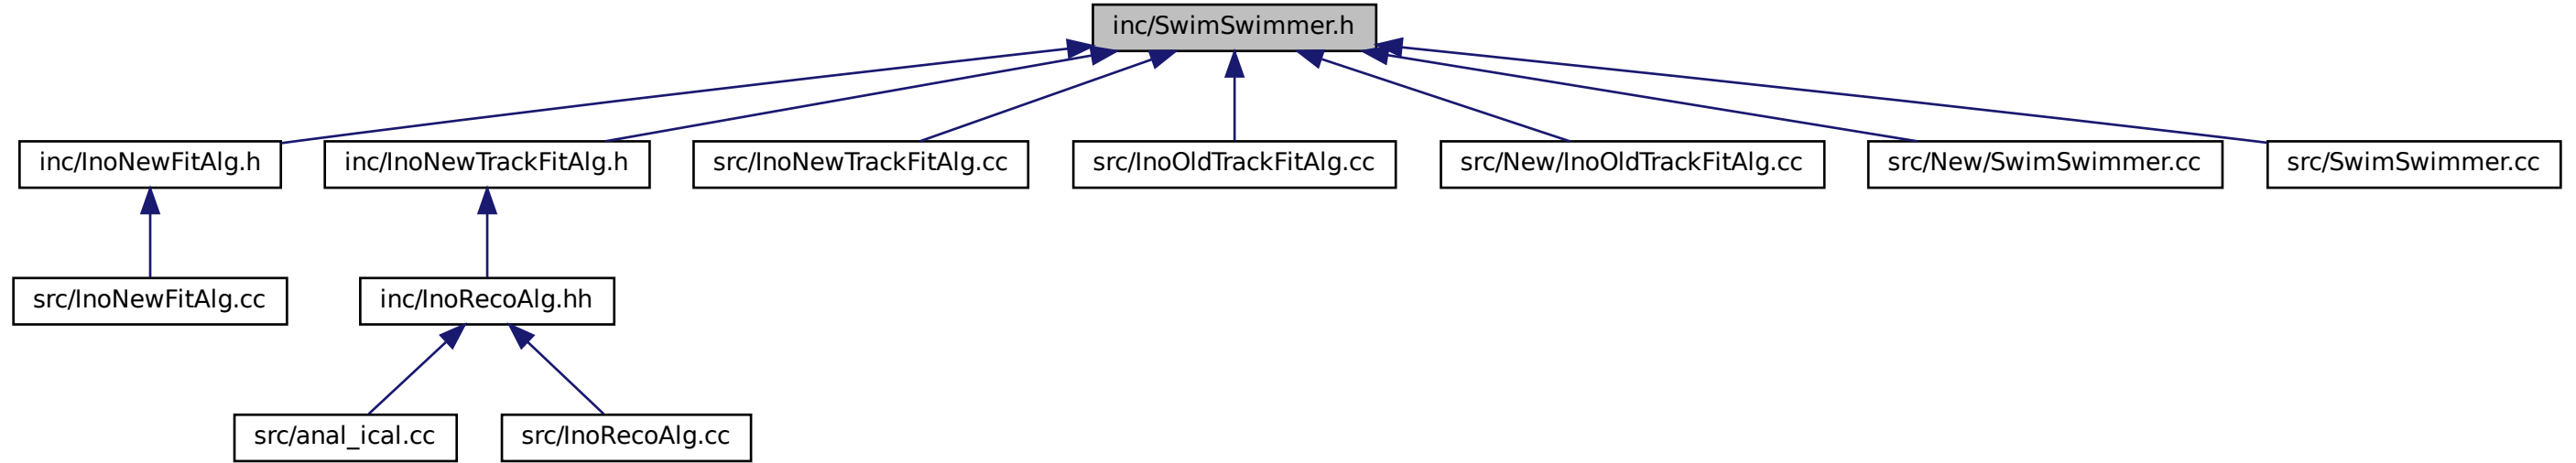 inc/SwimSwimmer.h
inc/InoNewFitAlg.h
inc/InoNewTrackFitAlg.h
src/InoNewTrackFitAlg.cc
src/InoOldTrackFitAlg.cc
src/New/InoOldTrackFitAlg.cc
src/New/SwimSwimmer.cc
src/SwimSwimmer.cc
src/InoNewFitAlg.cc
inc/InoRecoAlg.hh
src/anal_ical.cc
src/InoRecoAlg.cc